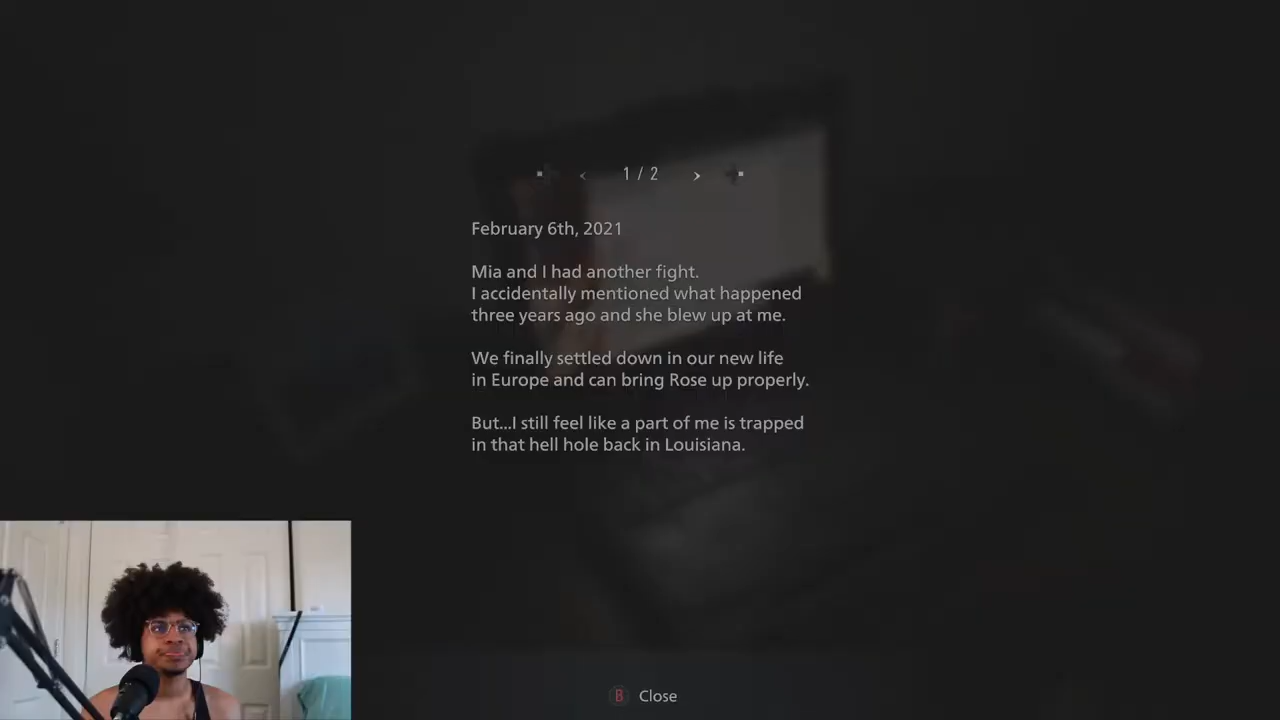 1 / 2
February 6th, 2021
Mia and I had another fight.
I accidentally mentioned what happened
three years ago and she blew up at me.
We finally settled down in our new life
in Europe and can bring Rose up properly.
But...I still feel like a part of me is trapped
in that hell hole back in Louisiana.
B Close